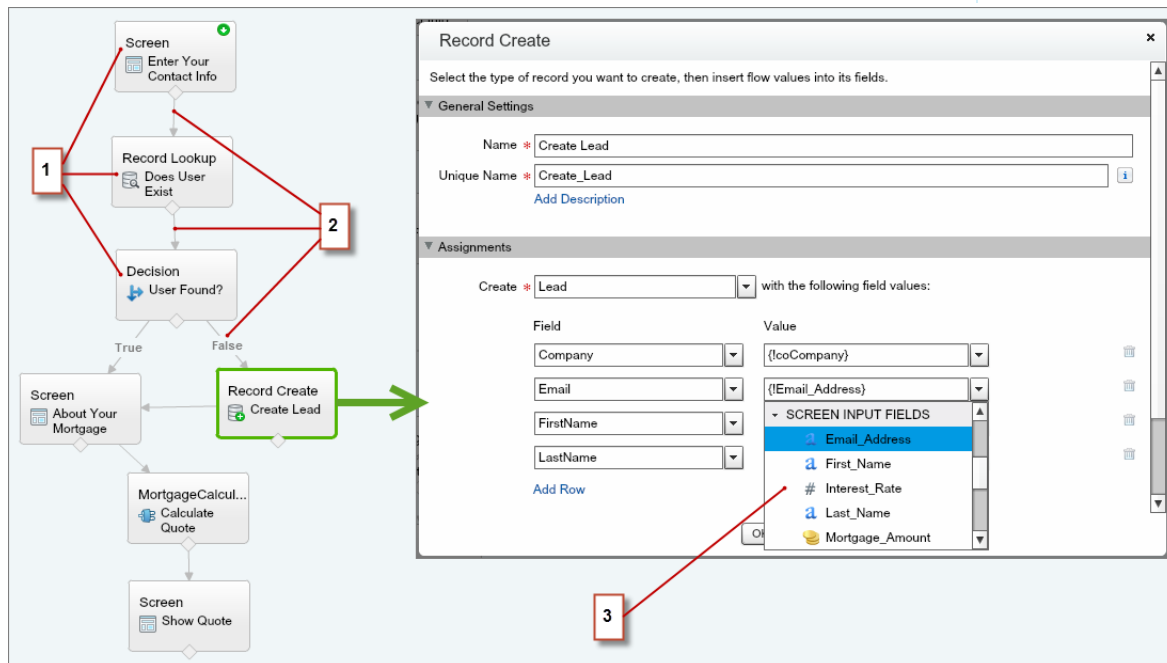 Screen
Enter Your
Contact Info
1
Record Lookup
Does User
Exist
2
Decision
User Found?
True
False
Screen
About Your
Mortgage
Record Create
Create Lead
MortgageCalcul...
Calculate
Quote
Screen
Show Quote
Record Create
Select the type of record you want to create, then insert flow values into its fields.
General Settings
Name * Create Lead
Unique Name * Create_Lead
Add Description
Assignments
Create * Lead with the following field values:
Field Value
Company {!coCompany}
Email {!Email_Address}
FirstName
LastName
SCREEN INPUT FIELDS
Email_Address
First_Name
# Interest_Rate
Last_Name
Mortgage_Amount
Add Row
3